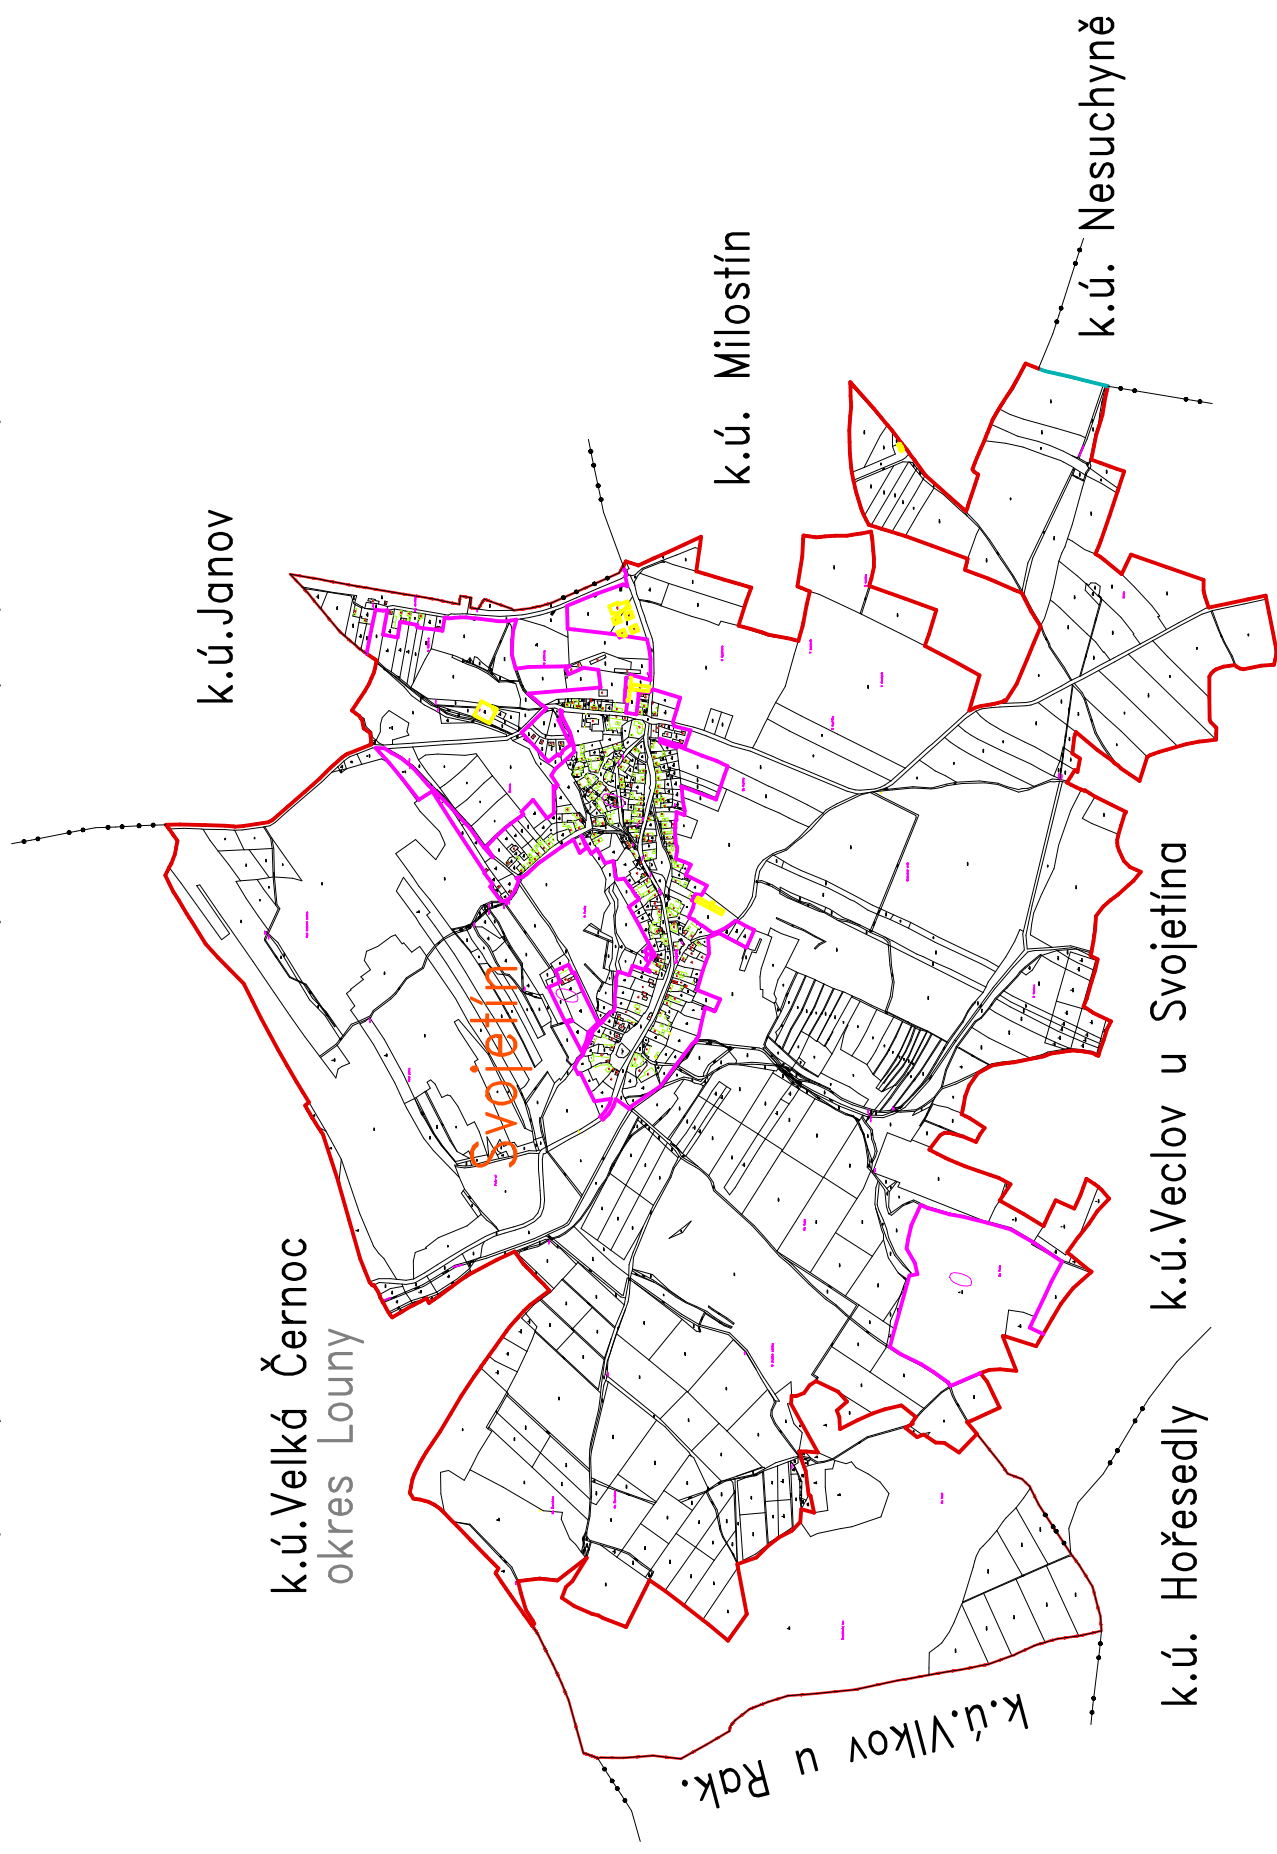 k.ú.Janov
k.ú. Milostín
k.ú. Nesuchyně
Svojetín
k.ú.Velká Černoc
okres Louny
k.ú.Veclov u Svojetína
k.ú. Hořesedly
k.ú.Vlkov u Rak.